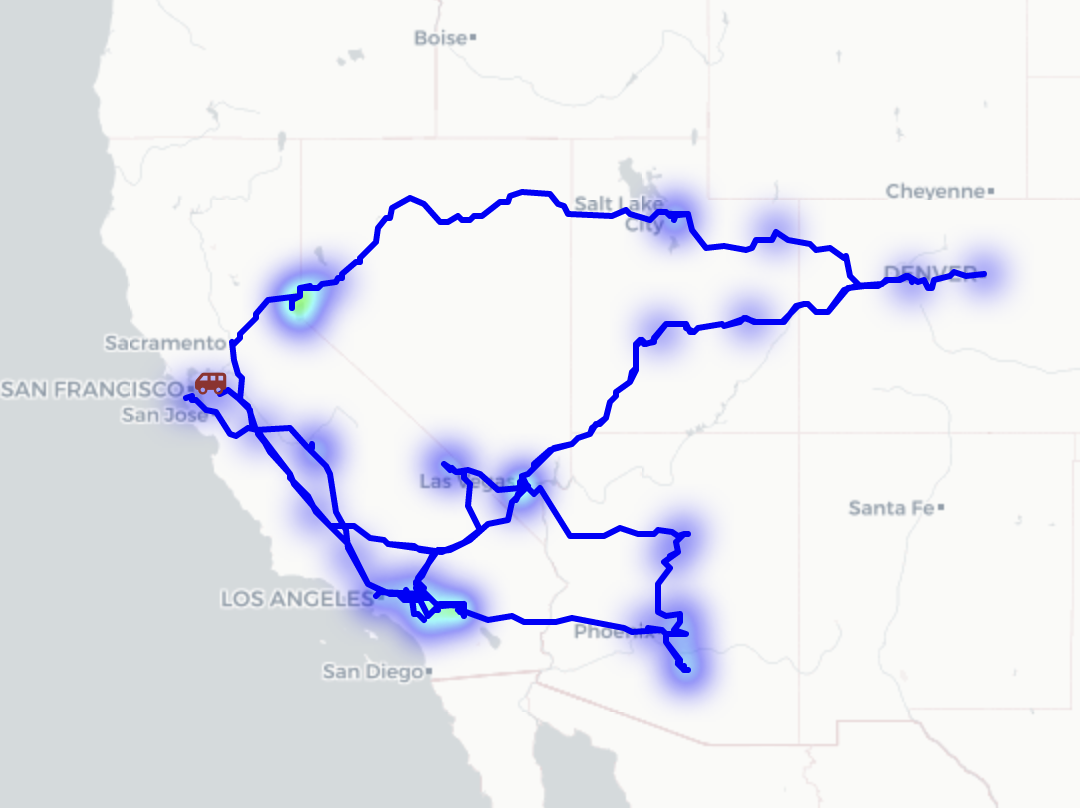 Boise
Cheyenne
Salt Lake
City
DENVER
Sacramento
SAN FRANCISCO
San Jose
Las Vegas
Santa Fe
LOS ANGELES
Phoenix
San Diego